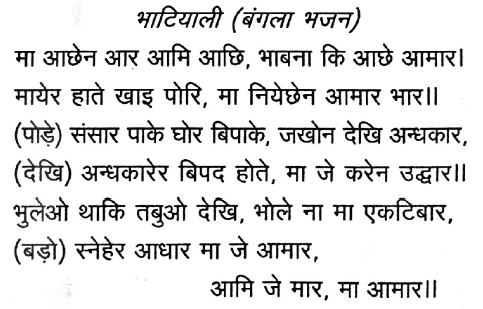 भाटियाली (बंगला भजन)
मा आछेन आर आमि आछि, भाबना कि आछे आमार।
मायेर हाते खाइ पोरि, मा नियेछेन आमार भार॥
(पोड़े) संसार पाके घोर बिपाके, जखोन देखि अन्धकार,
(देखि) अन्धकारेर बिपद होते, मा जे करेन उद्धार॥
भुलेओ थाकि तबुओ देखि, भोले ना मा एकटिबार,
(बड़ो) स्नेहेर आधार मा जे आमार,
आमि जे मार, मा आमार॥